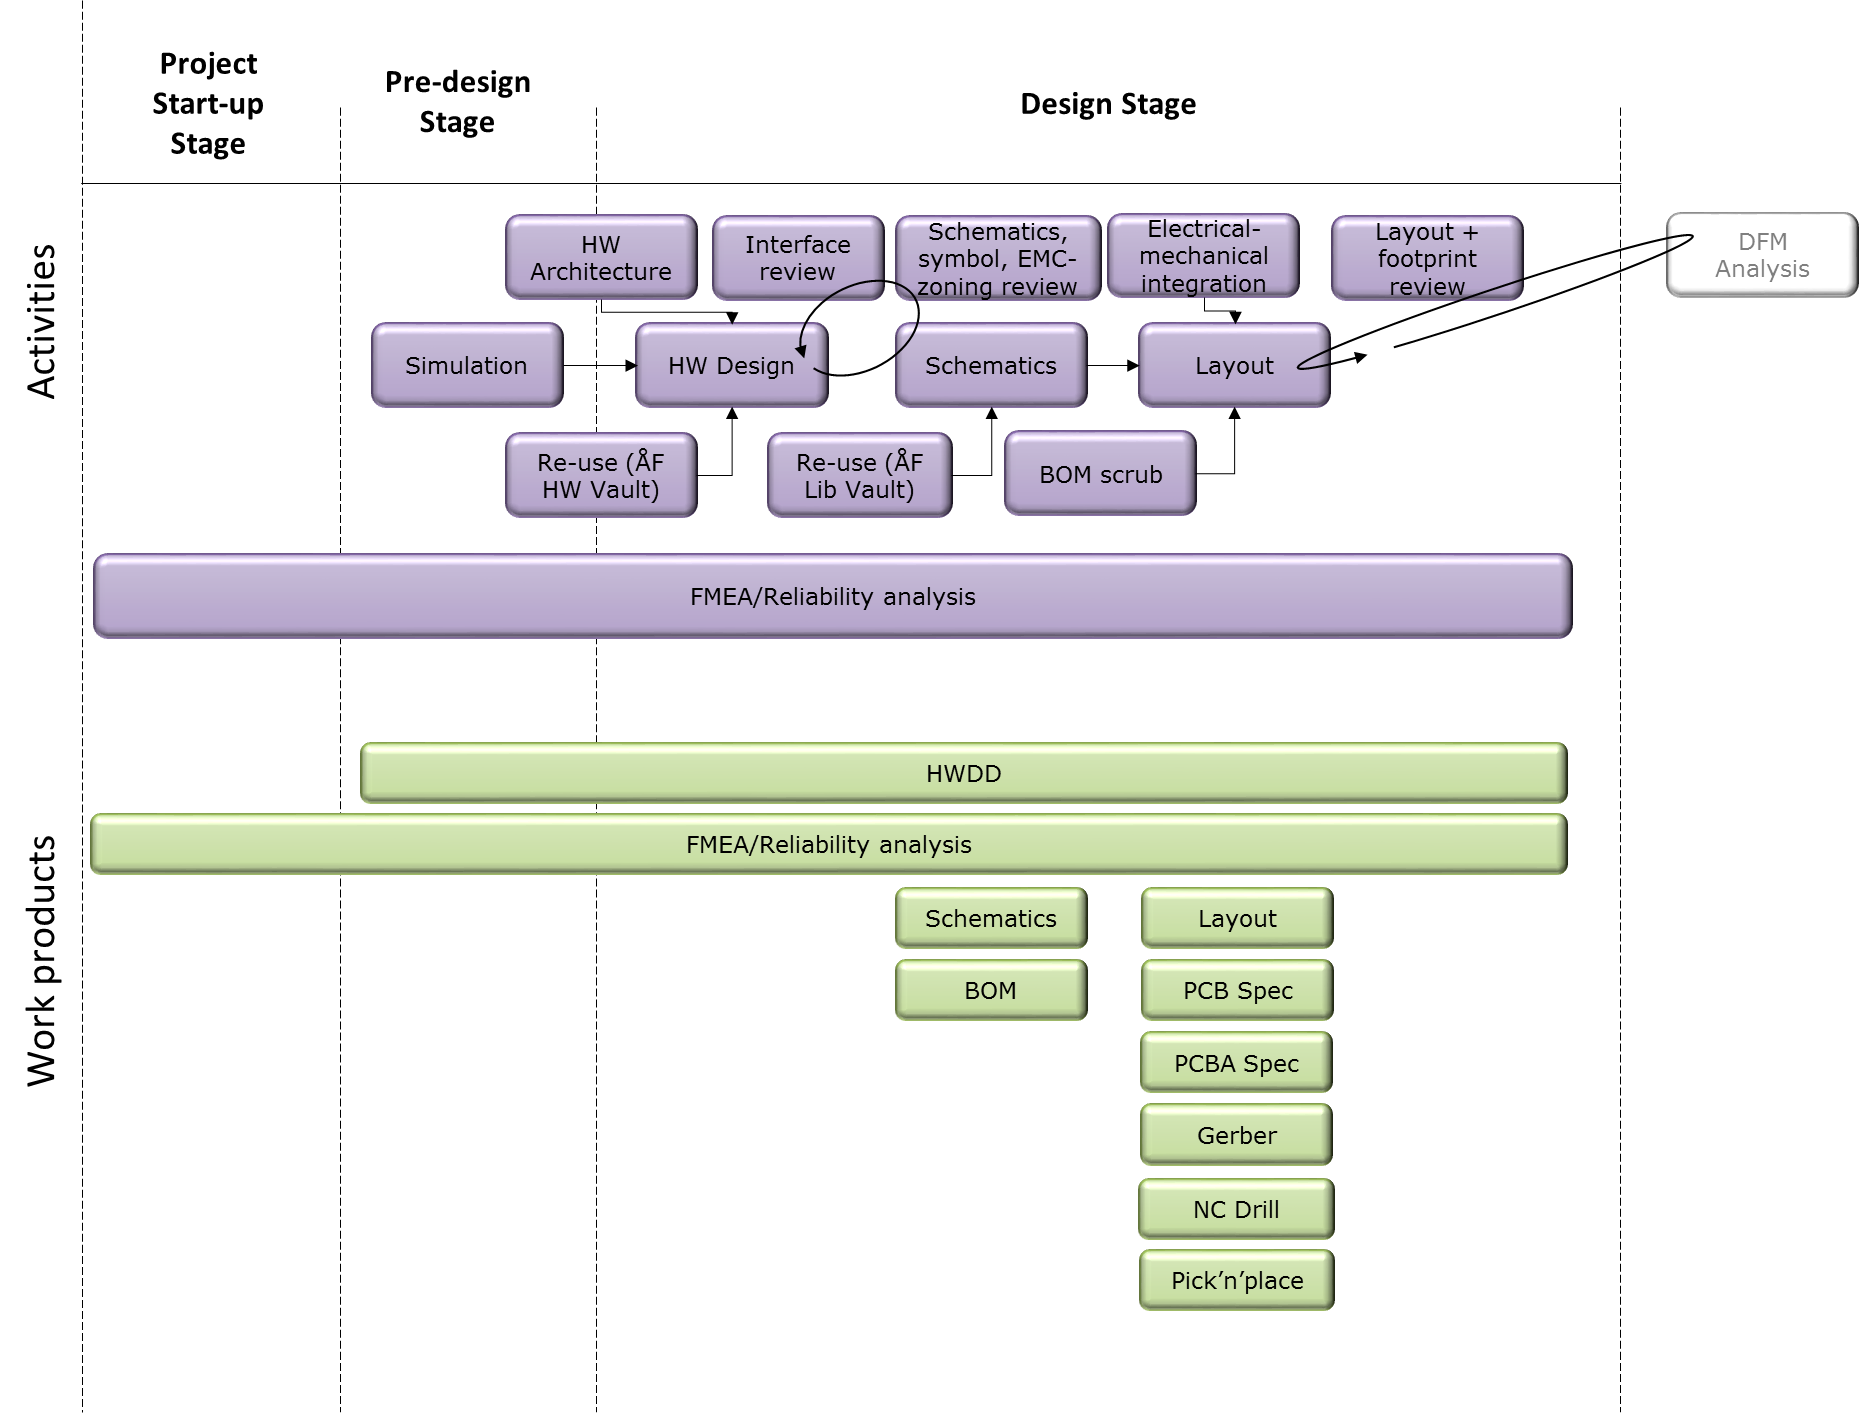 Project
Start-up
Stage
Pre-design
Stage
Design Stage
Activities
HW
Architecture
Interface
review
Schematics,
symbol, EMC-
zoning review
Electrical-
mechanical
integration
Layout +
footprint
review
DFM
Analysis
Simulation
HW Design
Schematics
Layout
Re-use (ÅF
HW Vault)
Re-use (ÅF
Lib Vault)
BOM scrub
FMEA/Reliability analysis
Work products
HWDD
FMEA/Reliability analysis
Schematics
Layout
BOM
PCB Spec
PCBA Spec
Gerber
NC Drill
Pick’n’place